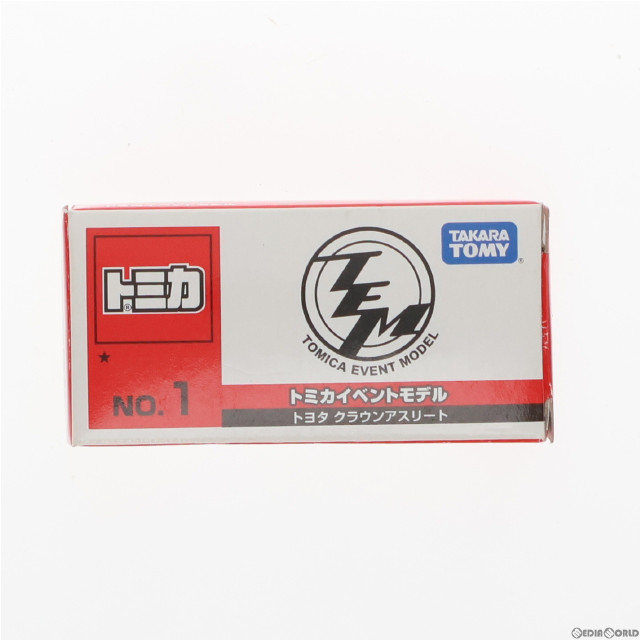 トミカ
®
★
NO. 1
TEM
TOMICA EVENT MODEL
TAKARA
TOMY
®
トミカイベントモデル
トヨタ クラウンアスリート
©MEDIAWORLD